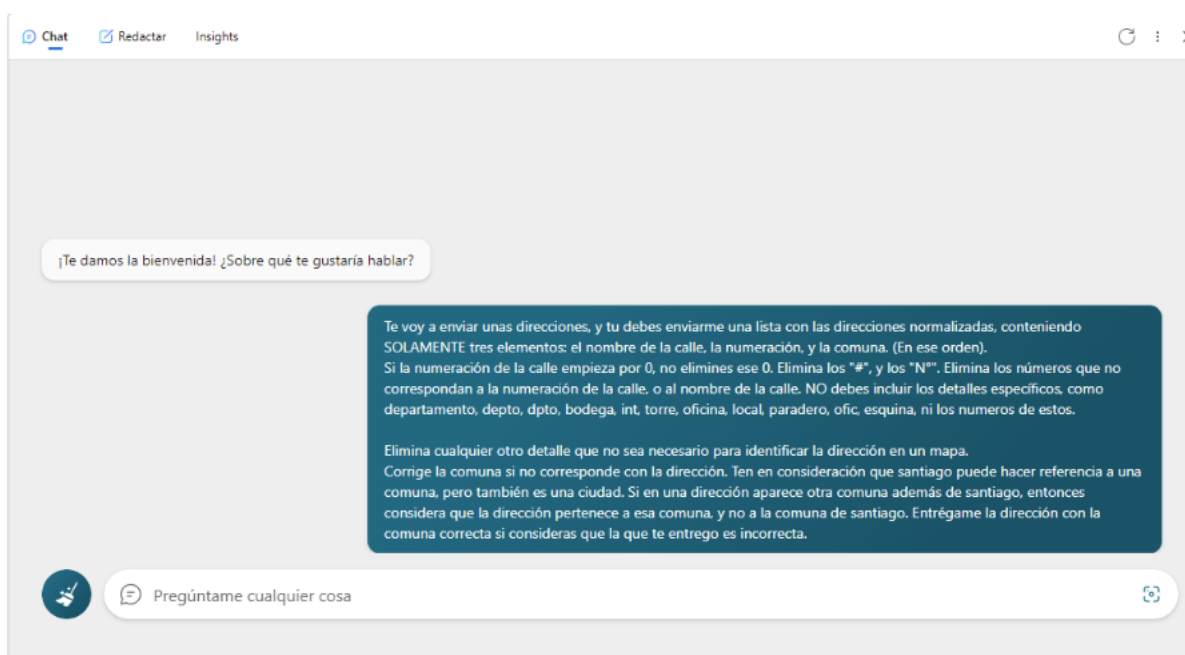 Chat
Redactar
Insights
¡Te damos la bienvenida! ¿Sobre qué te gustaría hablar?
Te voy a enviar unas direcciones, y tu debes enviarme una lista con las direcciones normalizadas, conteniendo
SOLAMENTE tres elementos: el nombre de la calle, la numeración, y la comuna. (En ese orden).
Si la numeración de la calle empieza por 0, no elimines ese 0. Elimina los "#", y los "N°". Elimina los números que no
correspondan a la numeración de la calle, o al nombre de la calle. NO debes incluir los detalles específicos, como
departamento, depto, dpto, bodega, int, torre, oficina, local, paradero, ofic, esquina, ni los numeros de estos.
Elimina cualquier otro detalle que no sea necesario para identificar la dirección en un mapa.
Corrige la comuna si no corresponde con la dirección. Ten en consideración que santiago puede hacer referencia a una
comuna, pero también es una ciudad. Si en una dirección aparece otra comuna además de santiago, entonces
considera que la dirección pertenece a esa comuna, y no a la comuna de santiago. Entrégame la dirección con la
comuna correcta si consideras que la que te entrego es incorrecta.
Pregúntame cualquier cosa